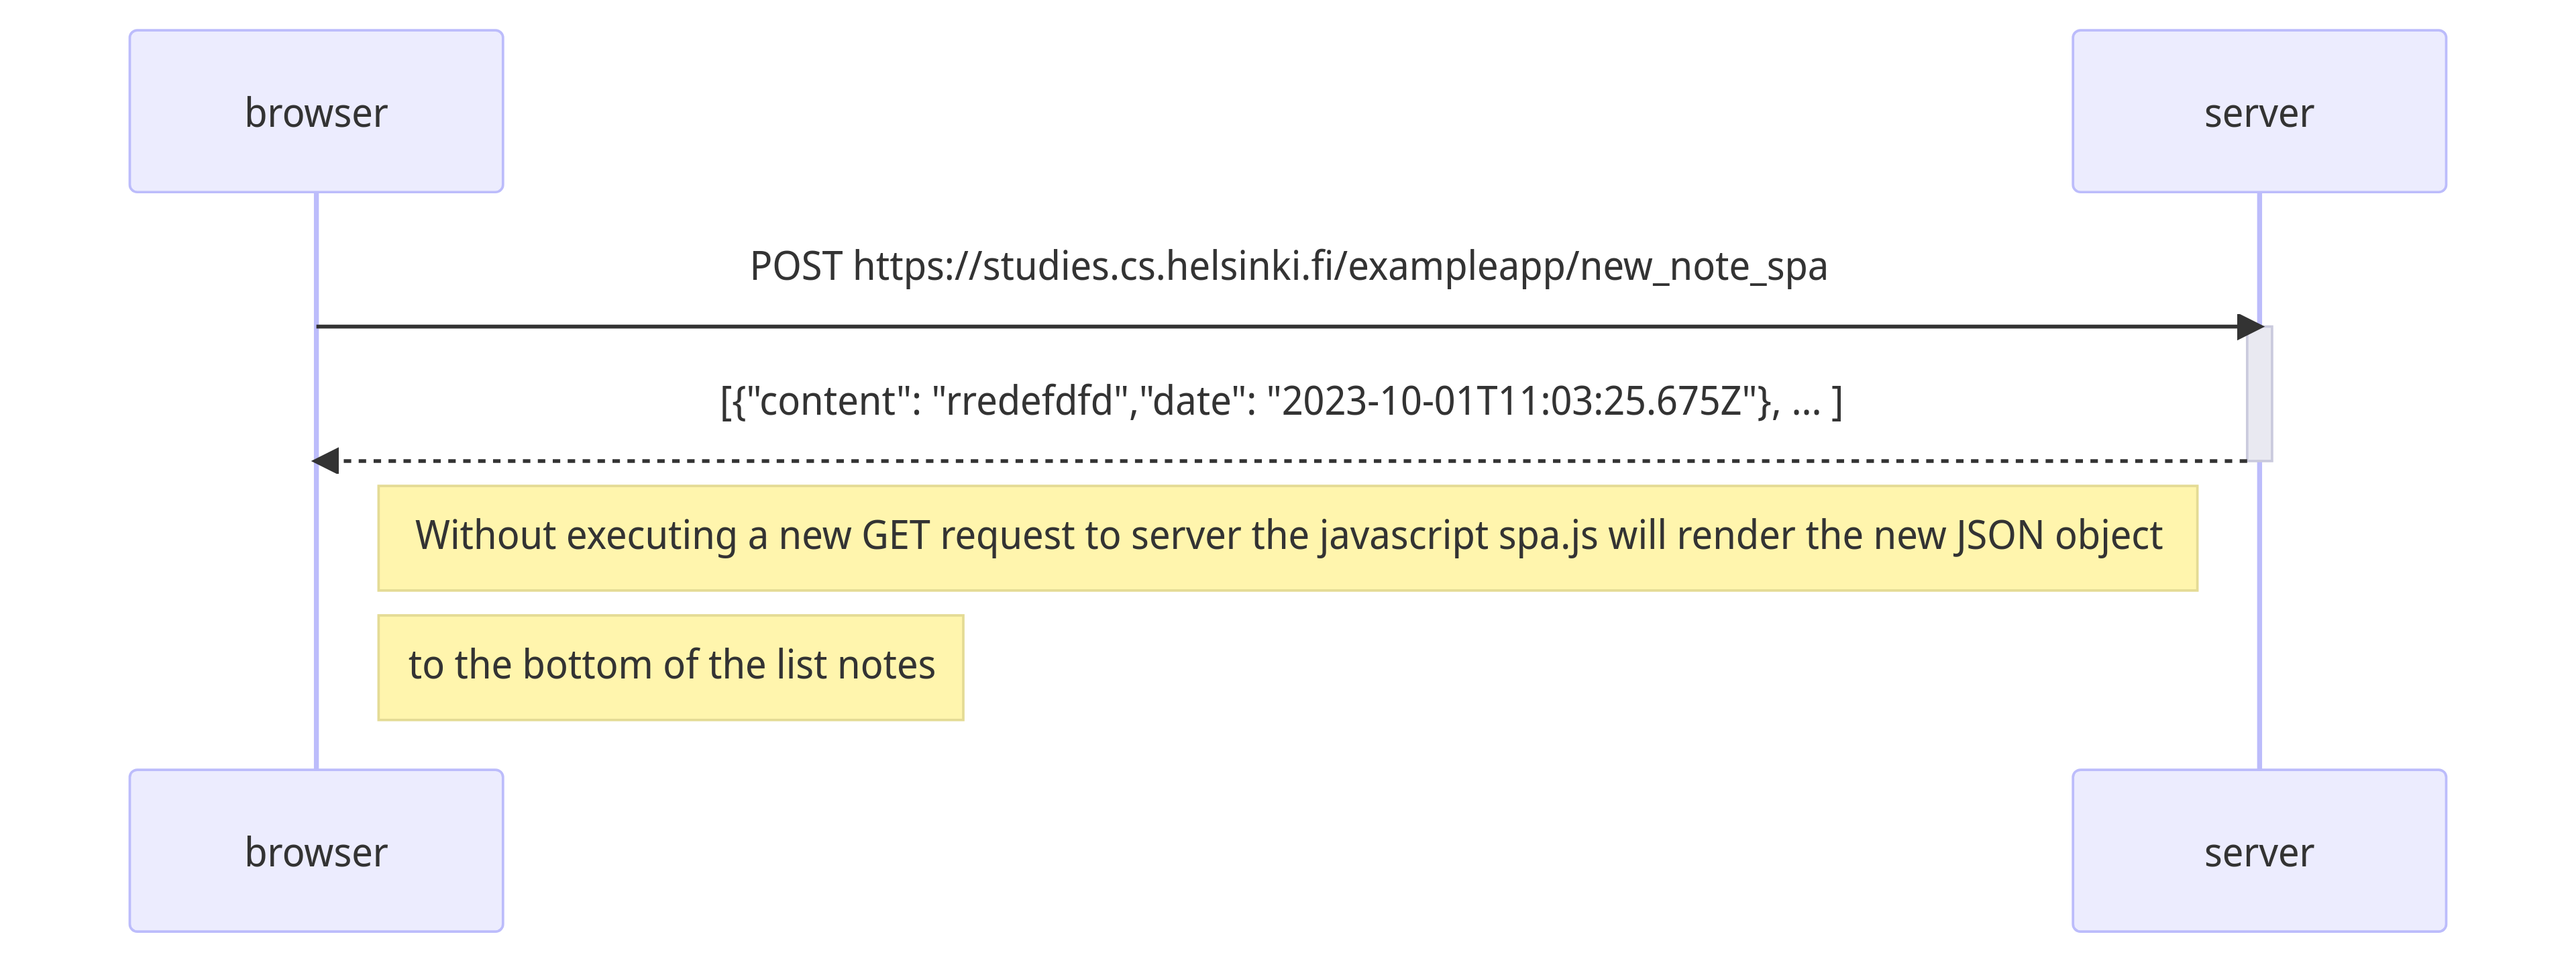 browser
server
POST https://studies.cs.helsinki.fi/exampleapp/new_note_spa
[{"content": "rredefdfd","date": "2023-10-01T11:03:25.675Z"}, ... ]
Without executing a new GET request to server the javascript spa.js will render the new JSON object
to the bottom of the list notes
browser
server